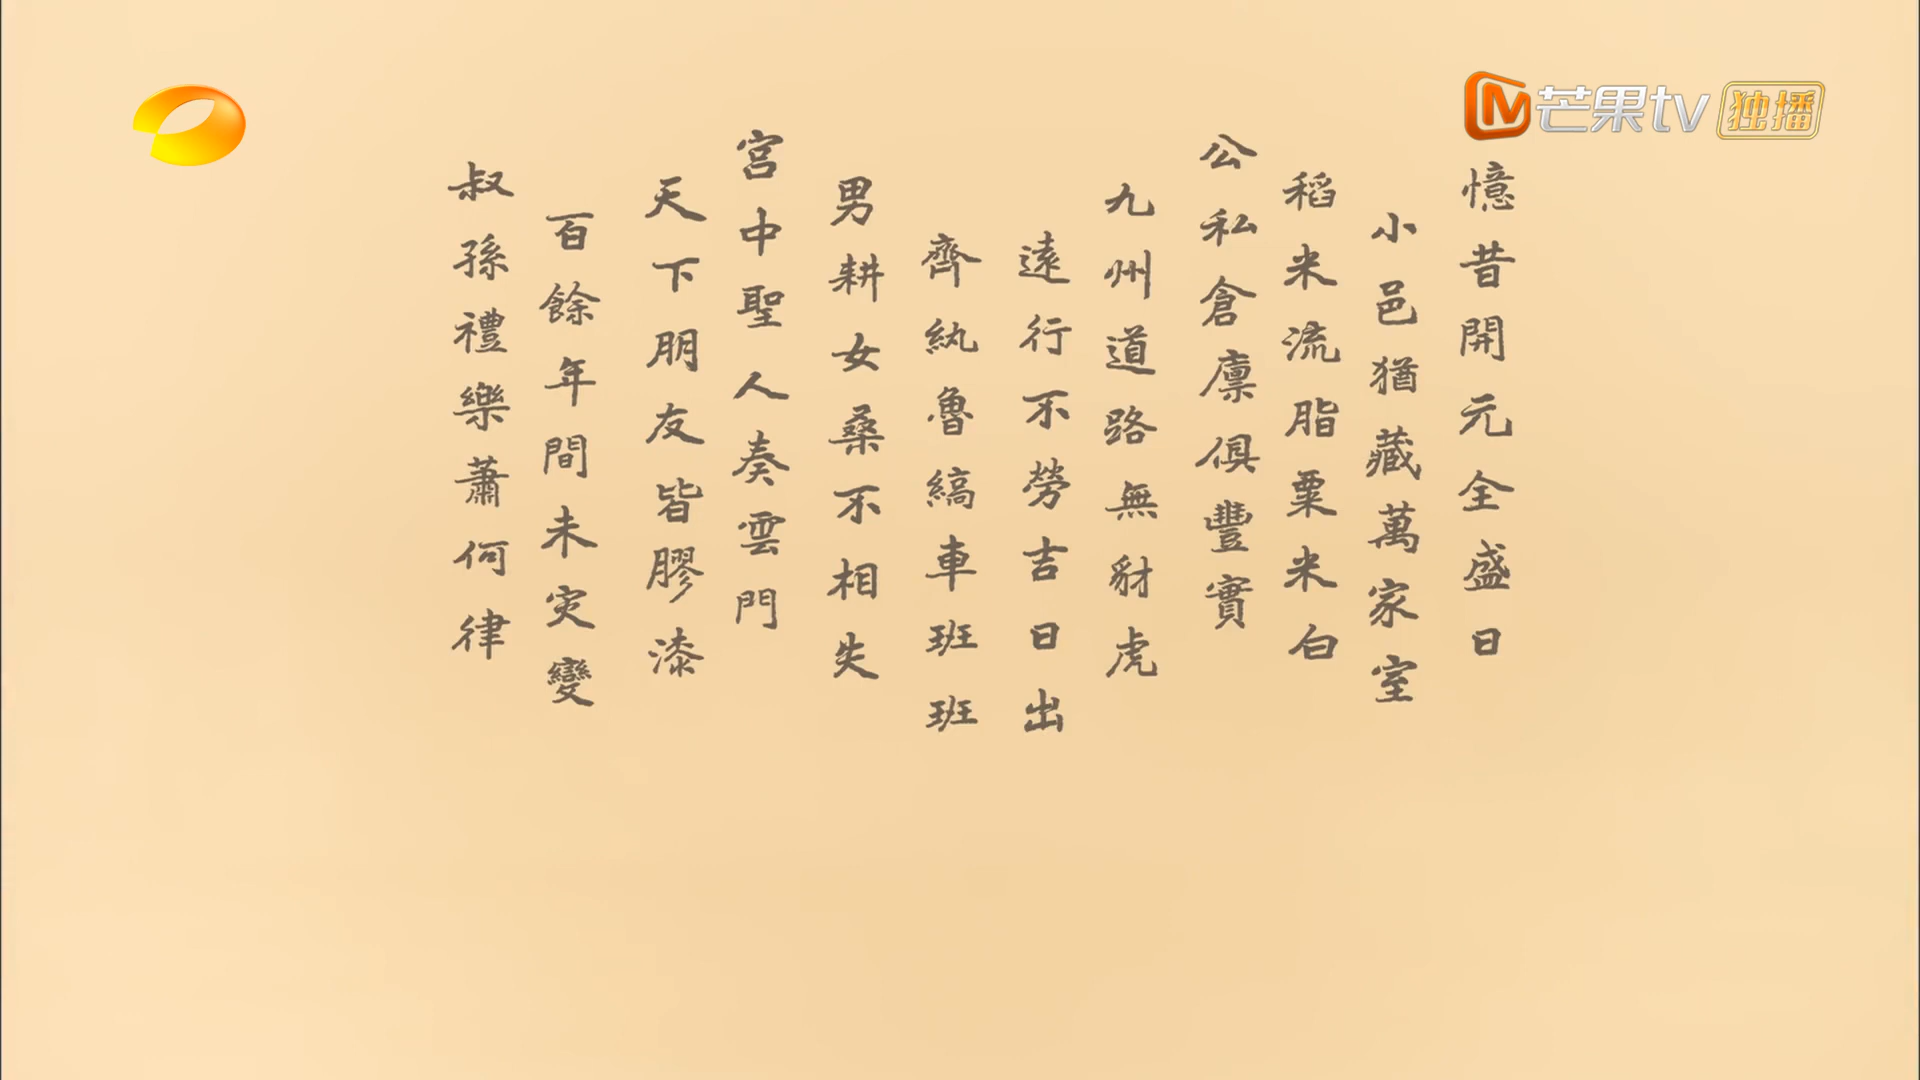 芒果tv 独播
憶昔開元全盛日
小邑猶藏萬家室
稻米流脂粟米白
公私倉廪俱豐實
九州道路無豺虎
遠行不勞吉日出
齊紈魯縞車班班
男耕女桑不相失
宮中聖人奏雲門
天下朋友皆膠漆
百餘年間未災變
叔孫禮樂蕭何律